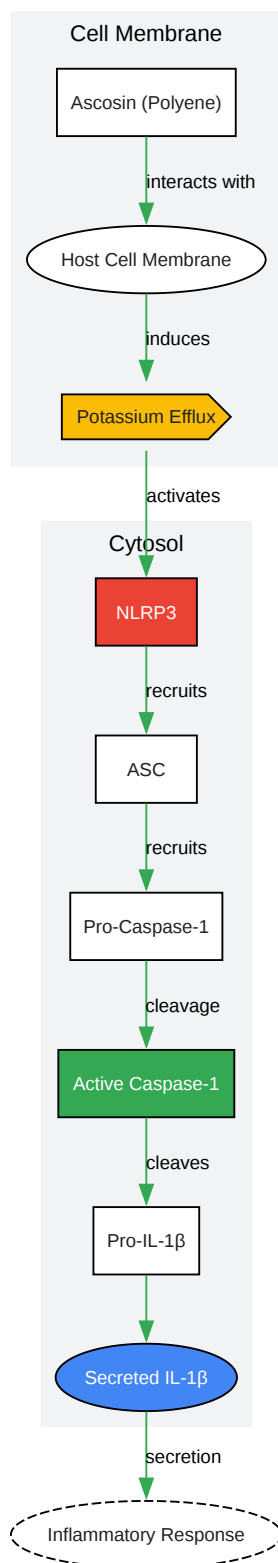 Cell Membrane
Ascosin (Polyene)
interacts with
Host Cell Membrane
induces
Potassium Efflux
activates
Cytosol
NLRP3
recruits
ASC
recruits
Pro-Caspase-1
cleavage
Active Caspase-1
cleaves
Pro-IL-1β
Secreted IL-1β
secretion
Inflammatory Response